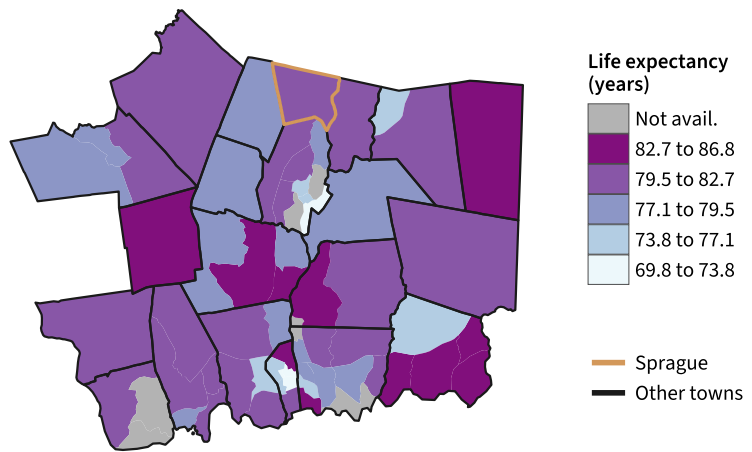 Life expectancy
(years)
Not avail.
82.7 to 86.8
79.5 to 82.7
77.1 to 79.5
73.8 to 77.1
69.8 to 73.8
Sprague
Other towns